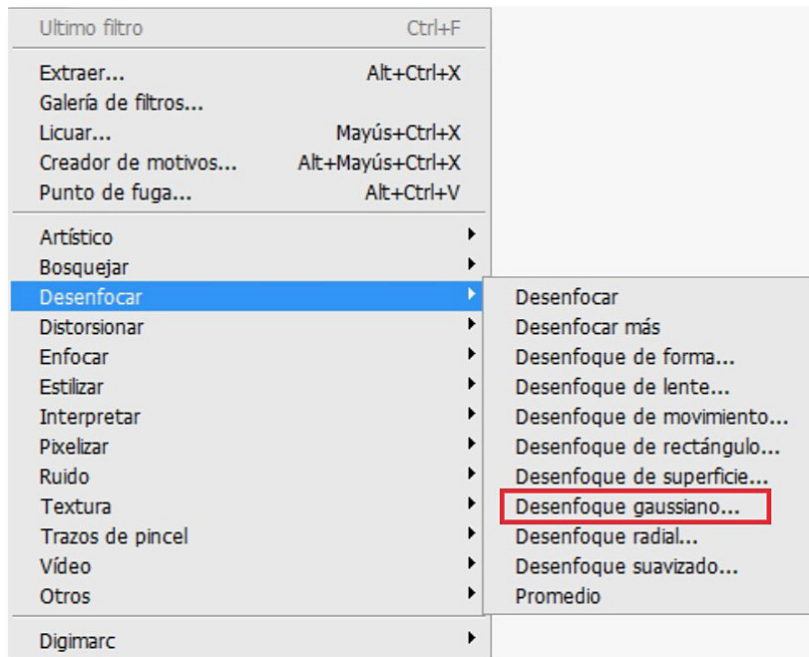 Ultimo filtro Ctrl+F
Extraer... Alt+Ctrl+X
Galería de filtros...
Licuar... Mayús+Ctrl+X
Creador de motivos... Alt+Mayús+Ctrl+X
Punto de fuga... Alt+Ctrl+V
Artístico
Bosquejar
Desenfocar
Distorsionar
Enfocar
Estilizar
Interpretar
Pixelizar
Ruido
Textura
Trazos de pincel
Vídeo
Otros
Digimarc
Desenfocar
Desenfocar más
Desenfoque de forma...
Desenfoque de lente...
Desenfoque de movimiento...
Desenfoque de rectángulo...
Desenfoque de superficie...
Desenfoque gaussiano...
Desenfoque radial...
Desenfoque suavizado...
Promedio